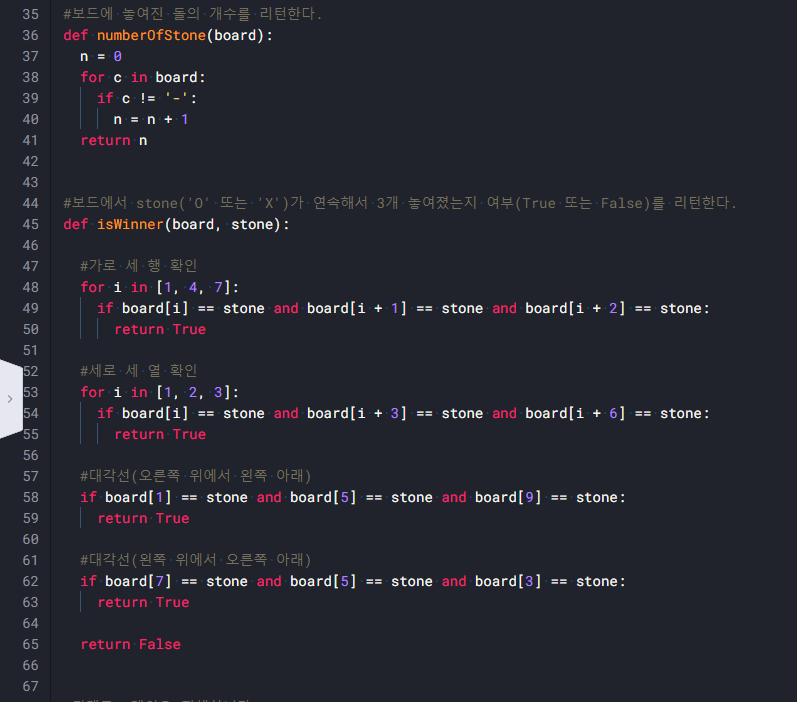 35 #보드에 놓여진 돌의 개수를 리턴한다.
36 def numberOfStone(board):
37   n = 0
38   for c in board:
39     if c != '-':
40       n = n + 1
41   return n
42
43
44 #보드에서 stone('O' 또는 'X')가 연속해서 3개 놓여졌는지 여부(True 또는 False)를 리턴한다.
45 def isWinner(board, stone):
46
47   #가로 세 행 확인
48   for i in [1, 4, 7]:
49     if board[i] == stone and board[i + 1] == stone and board[i + 2] == stone:
50       return True
51
52   #세로 세 열 확인
53   for i in [1, 2, 3]:
54     if board[i] == stone and board[i + 3] == stone and board[i + 6] == stone:
55       return True
56
57   #대각선(오른쪽 위에서 왼쪽 아래)
58   if board[1] == stone and board[5] == stone and board[9] == stone:
59     return True
60
61   #대각선(왼쪽 위에서 오른쪽 아래)
62   if board[7] == stone and board[5] == stone and board[3] == stone:
63     return True
64
65   return False
66
67